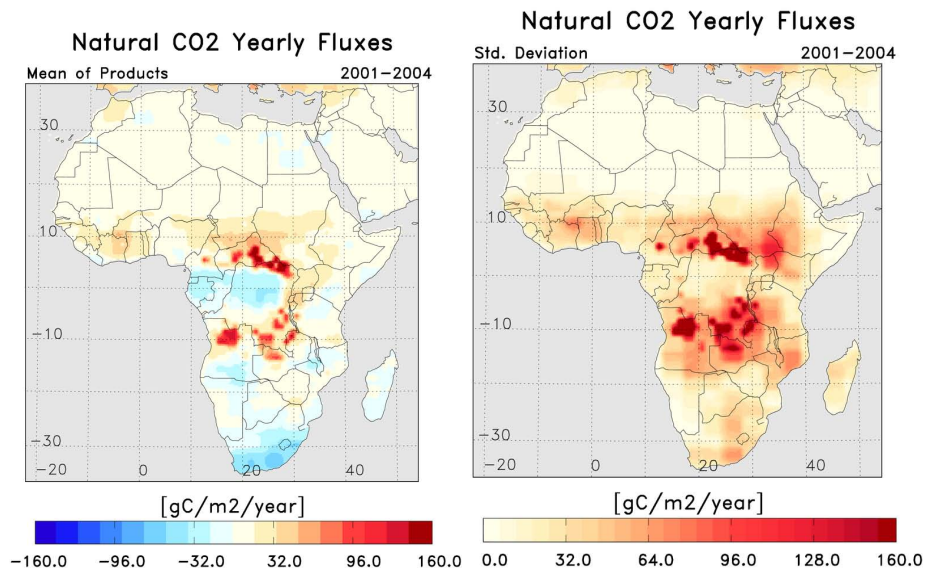 Natural CO2 Yearly Fluxes
Mean of Products 2001-2004
30
10
-10
-30
-20 0 20 40
[gC/m2/year]
-160.0 -96.0 -32.0 32.0 96.0 160.0
Natural CO2 Yearly Fluxes
Std. Deviation 2001-2004
30
10
-10
-30
-20 0 20 40
[gC/m2/year]
0.0 32.0 64.0 96.0 128.0 160.0